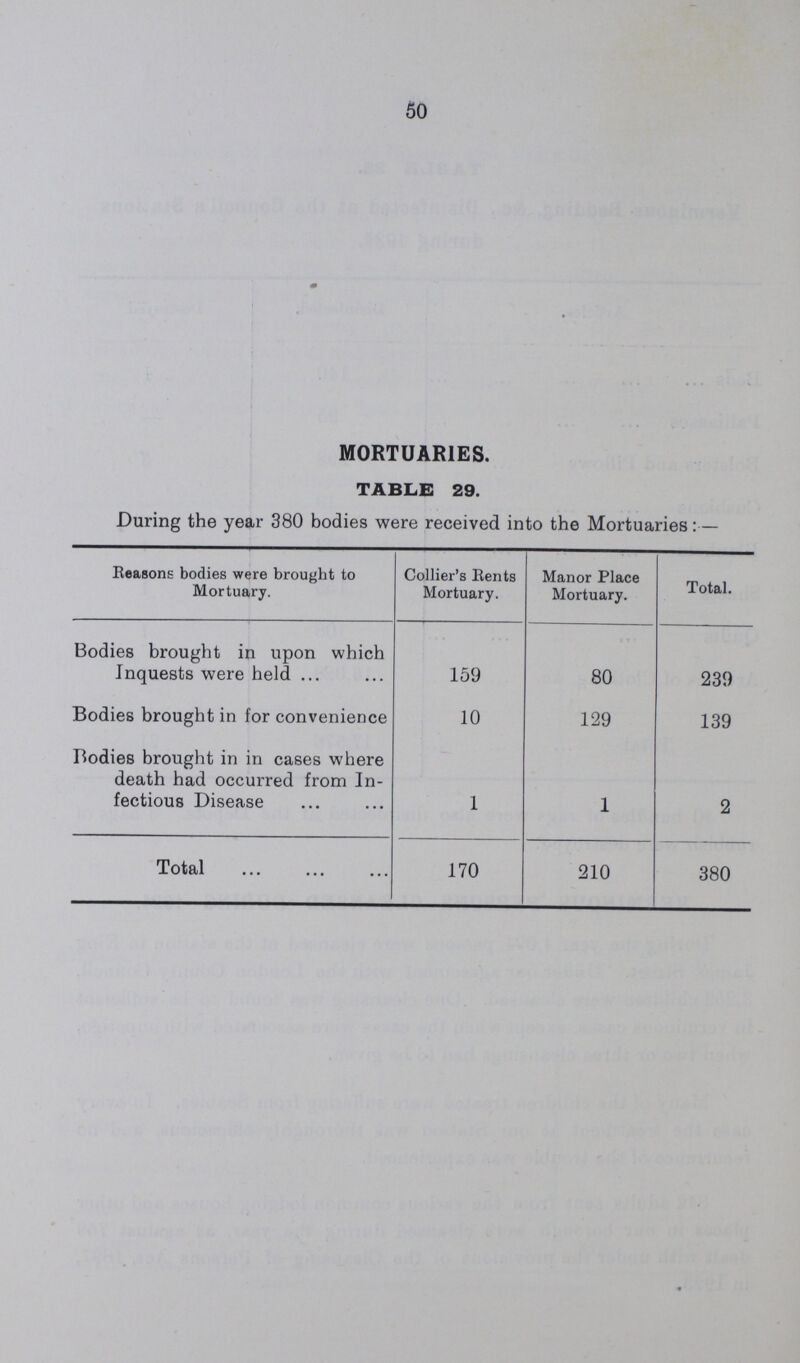 50
MORTUARIES.
TABLE 29.
During the year 380 bodies were received into the Mortuaries:—
Reasons bodies were brought to Mortuary. Collier's Rents Mortuary. Manor Place Mortuary. Total.
Bodies brought in upon which
Inquests were held ... ... 159 80 239
Bodies brought in for convenience 10 129 139
Bodies brought in in cases where
death had occurred from In-
fectious Disease ... ... 1 1 2
Total ... ... ... 170 210 380